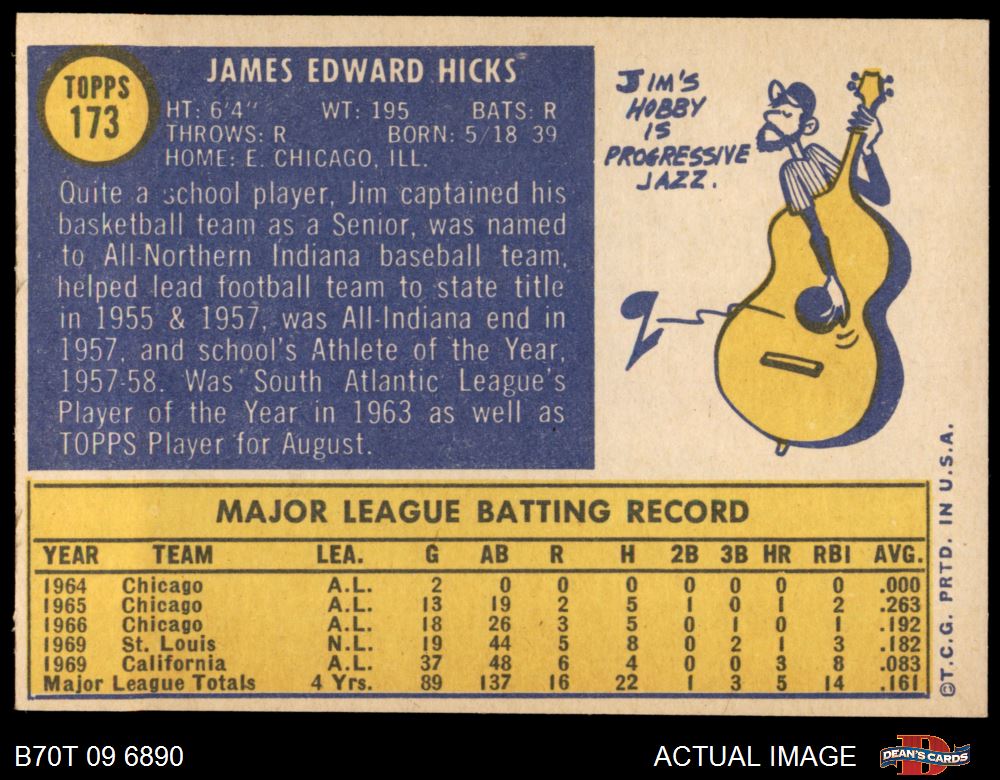 TOPPS
173
JAMES EDWARD HICKS
HT: 6'4" WT: 195 BATS: R
THROWS: R BORN: 5/18 39
HOME: E. CHICAGO, ILL.
Quite a school player, Jim captained his
basketball team as a Senior, was named
to All-Northern Indiana baseball team,
helped lead football team to state title
in 1955 & 1957, was All-Indiana end in
1957, and school's Athlete of the Year,
1957-58. Was South Atlantic League's
Player of the Year in 1963 as well as
TOPPS Player for August.
JIM'S
HOBBY
IS
PROGRESSIVE
JAZZ.
MAJOR LEAGUE BATTING RECORD
YEAR TEAM LEA. G AB R H 2B 3B HR RBI AVG.
1964 Chicago A.L. 2 0 0 0 0 0 0 0 .000
1965 Chicago A.L. 13 19 2 5 1 0 1 2 .263
1966 Chicago A.L. 18 26 3 5 0 1 0 1 .192
1969 St. Louis N.L. 19 44 5 8 0 2 1 3 .182
1969 California A.L. 37 48 6 4 0 0 3 8 .083
Major League Totals 4 Yrs. 89 137 16 22 1 3 5 14 .161
©T.C.G. PRTD. IN U.S.A.
B70T 09 6890
ACTUAL IMAGE
DEAN'S CARDS